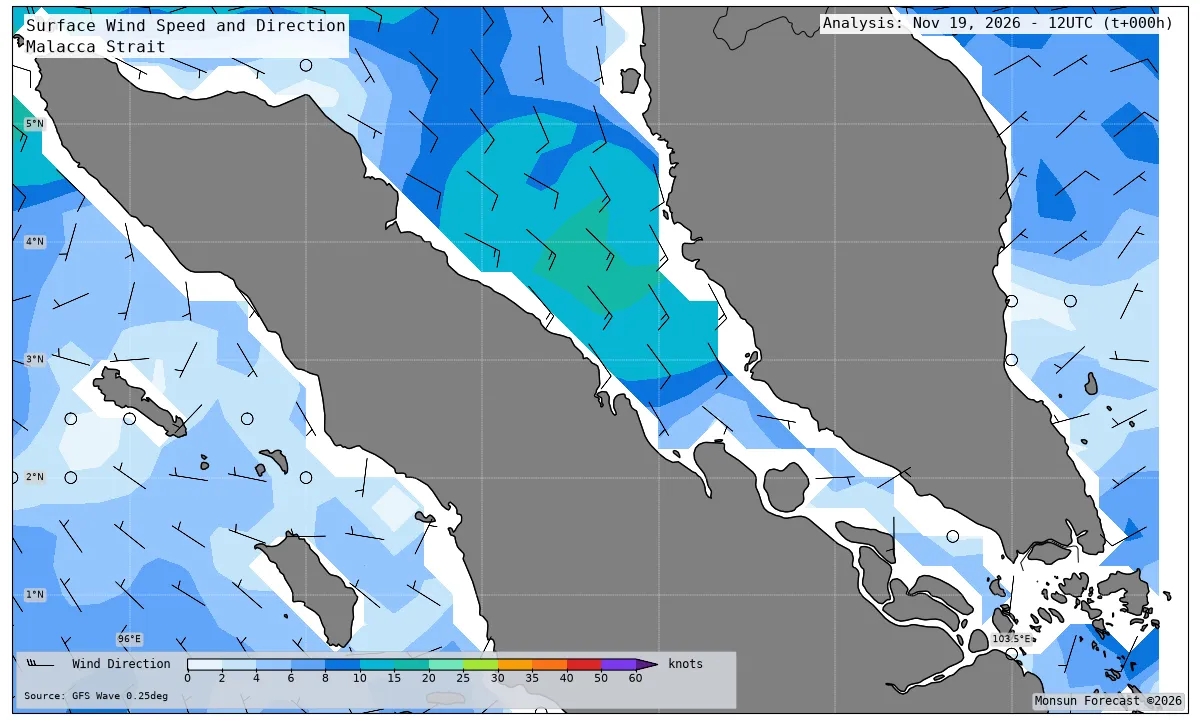 Surface Wind Speed and Direction
Malacca Strait
Analysis: Nov 19, 2026 - 12UTC (t+000h)
5°N
4°N
3°N
2°N
1°N
96°E
103.5°E
Wind Direction
knots
0 2 4 6 8 10 15 20 25 30 35 40 50 60
Source: GFS Wave 0.25deg
Monsun Forecast ©2026